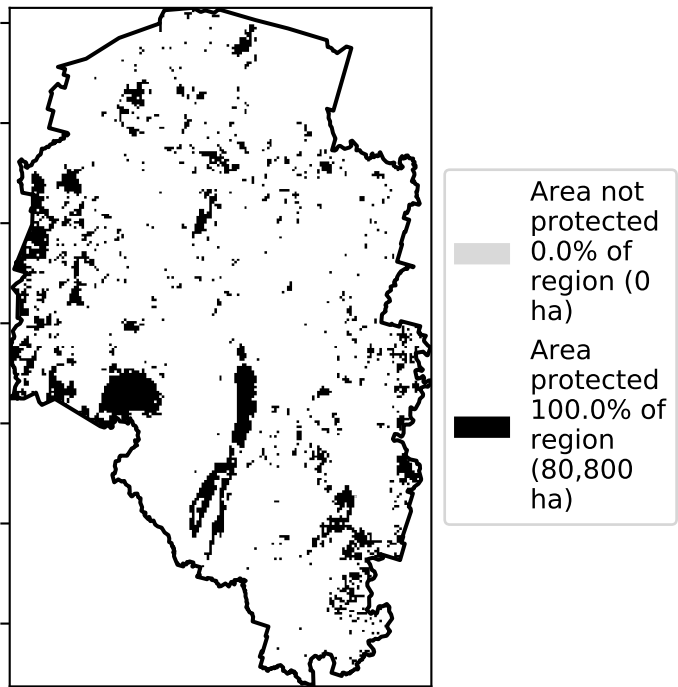 Area not
protected
0.0% of
region (0
ha)
Area
protected
100.0% of
region
(80,800
ha)